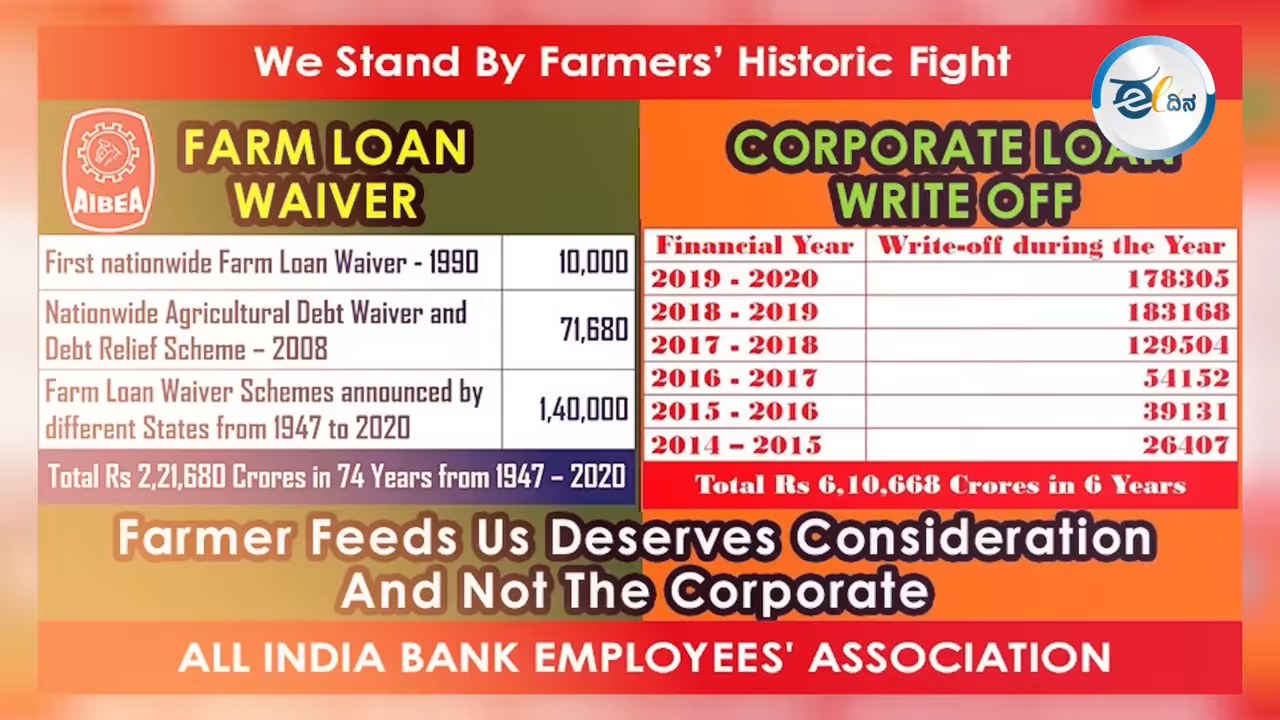 We Stand By Farmers' Historic Fight
ಈ ದಿನ
AIBEA
FARM LOAN
WAIVER
First nationwide Farm Loan Waiver - 1990 10,000
Nationwide Agricultural Debt Waiver and
Debt Relief Scheme – 2008 71,680
Farm Loan Waiver Schemes announced by
different States from 1947 to 2020 1,40,000
Total Rs 2,21,680 Crores in 74 Years from 1947 – 2020
CORPORATE LOAN
WRITE OFF
Financial Year Write-off during the Year
2019 - 2020 178305
2018 - 2019 183168
2017 - 2018 129504
2016 - 2017 54152
2015 - 2016 39131
2014 – 2015 26407
Total Rs 6,10,668 Crores in 6 Years
Farmer Feeds Us Deserves Consideration
And Not The Corporate
ALL INDIA BANK EMPLOYEES' ASSOCIATION